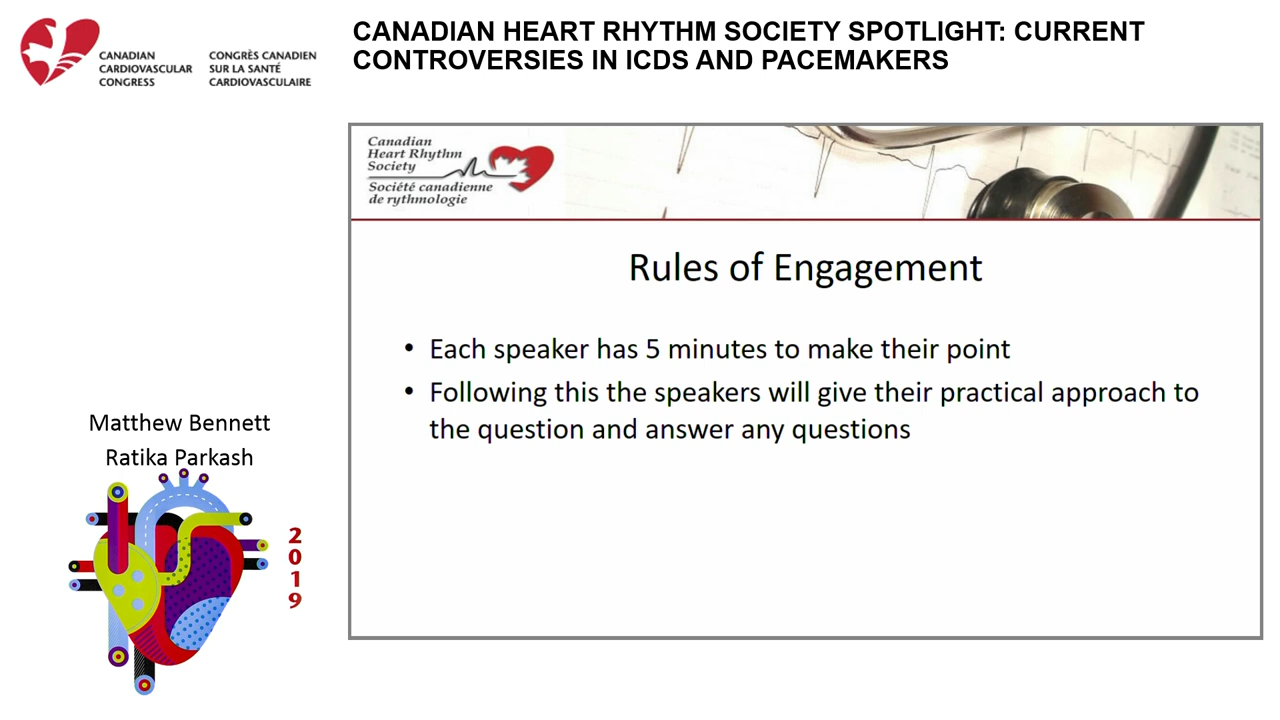 CANADIAN
CARDIOVASCULAR
CONGRESS
CONGRÈS CANADIEN
SUR LA SANTÉ
CARDIOVASCULAIRE
CANADIAN HEART RHYTHM SOCIETY SPOTLIGHT: CURRENT
CONTROVERSIES IN ICDS AND PACEMAKERS
Canadian
Heart Rhythm
Society
Société canadienne
de rythmologie
Rules of Engagement
• Each speaker has 5 minutes to make their point
• Following this the speakers will give their practical approach to
the question and answer any questions
Matthew Bennett
Ratika Parkash
2
0
1
9